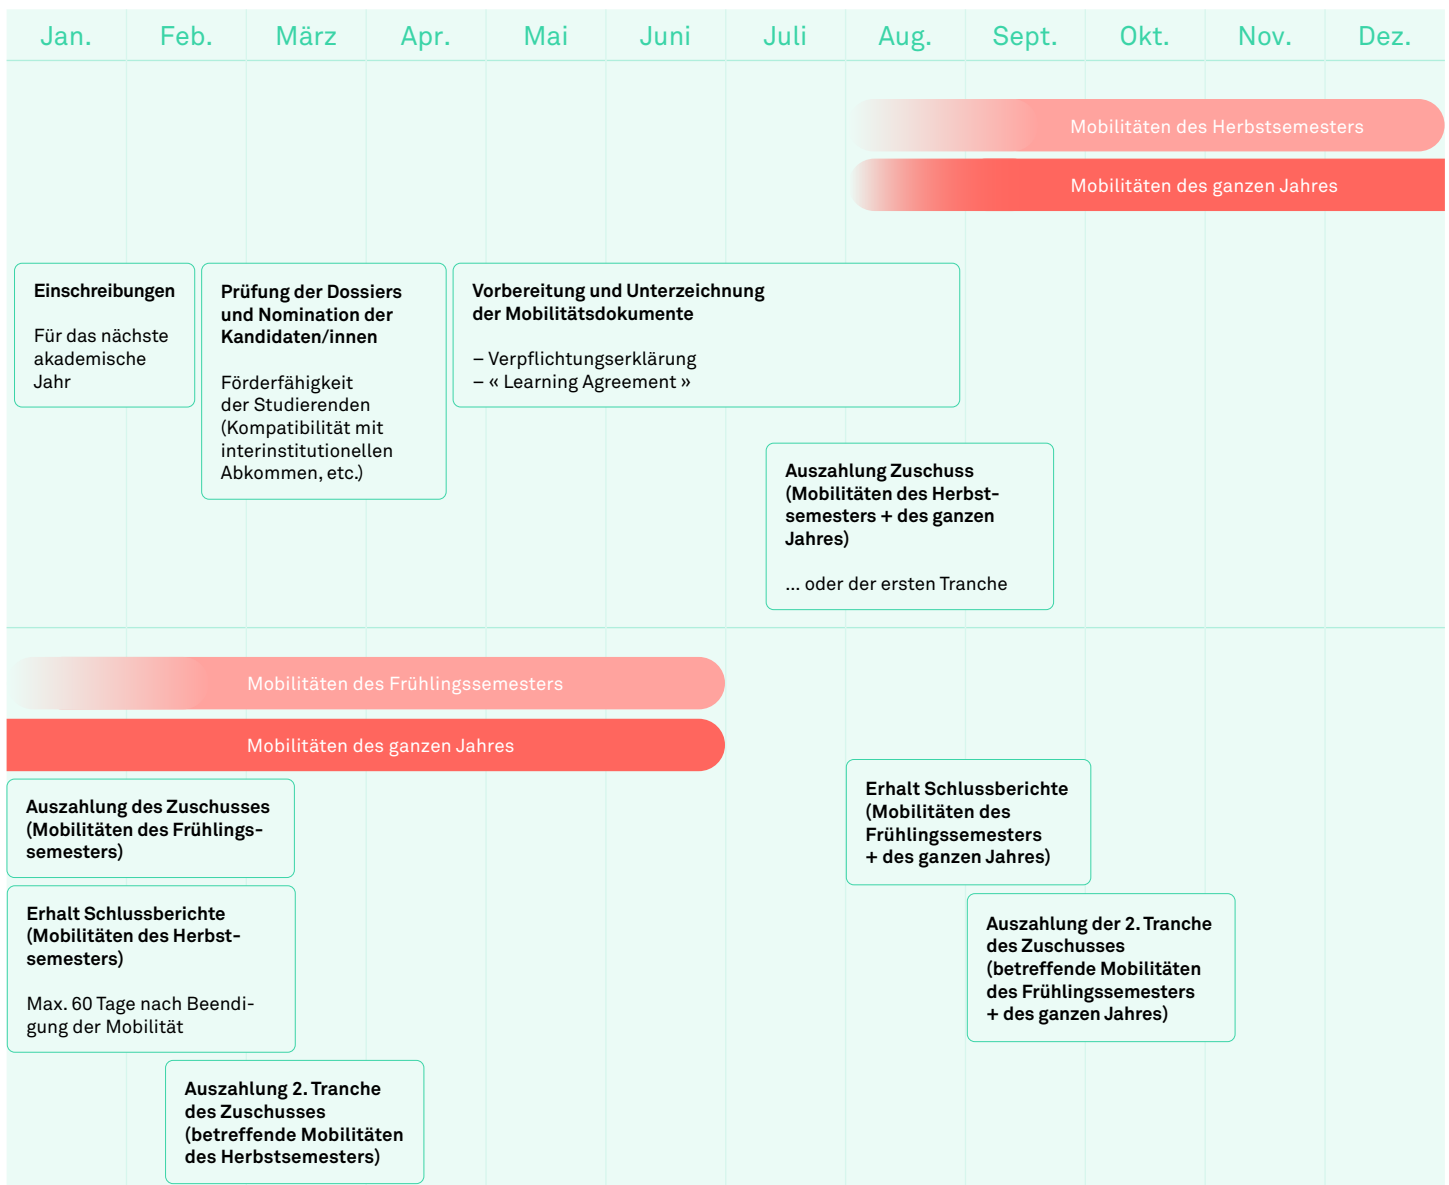 Jan. Feb. März Apr. Mai Juni Juli Aug. Sept. Okt. Nov. Dez.
Mobilitäten des Herbstsemesters
Mobilitäten des ganzen Jahres
Einschreibungen
Für das nächste
akademische
Jahr
Prüfung der Dossiers
und Nomination der
Kandidaten/innen
Förderfähigkeit
der Studierenden
(Kompatibilität mit
interinstitutionellen
Abkommen, etc.)
Vorbereitung und Unterzeichnung
der Mobilitätsdokumente
– Verpflichtungserklärung
– « Learning Agreement »
Auszahlung Zuschuss
(Mobilitäten des Herbst-
semesters + des ganzen
Jahres)
... oder der ersten Tranche
Mobilitäten des Frühlingssemesters
Mobilitäten des ganzen Jahres
Auszahlung des Zuschusses
(Mobilitäten des Frühlings-
semesters)
Erhalt Schlussberichte
(Mobilitäten des Herbst-
semesters)
Max. 60 Tage nach Beendi-
gung der Mobilität
Auszahlung 2. Tranche
des Zuschusses
(betreffende Mobilitäten
des Herbstsemesters)
Erhalt Schlussberichte
(Mobilitäten des
Frühlingssemesters
+ des ganzen Jahres)
Auszahlung der 2. Tranche
des Zuschusses
(betreffende Mobilitäten
des Frühlingssemesters
+ des ganzen Jahres)